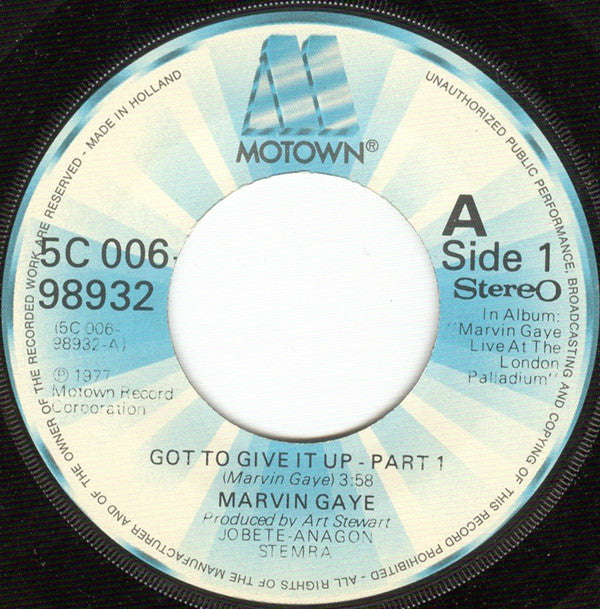 MOTOWN®
5C 006-
98932
(5C 006-
98932-A)
℗ 1977
Motown Record
Corporation
A
Side 1
Stereo
In Album:
"Marvin Gaye
Live At The
London
Palladium"
GOT TO GIVE IT UP - PART 1
(Marvin Gaye) 3:58
MARVIN GAYE
Produced by Art Stewart
JOBETE-ANAGON
STEMRA
UNAUTHORIZED PUBLIC PERFORMANCE, BROADCASTING AND COPYING OF THIS RECORD PROHIBITED - ALL RIGHTS OF THE MANUFACTURER AND OF THE OWNER OF THE RECORDED WORK ARE RESERVED - MADE IN HOLLAND